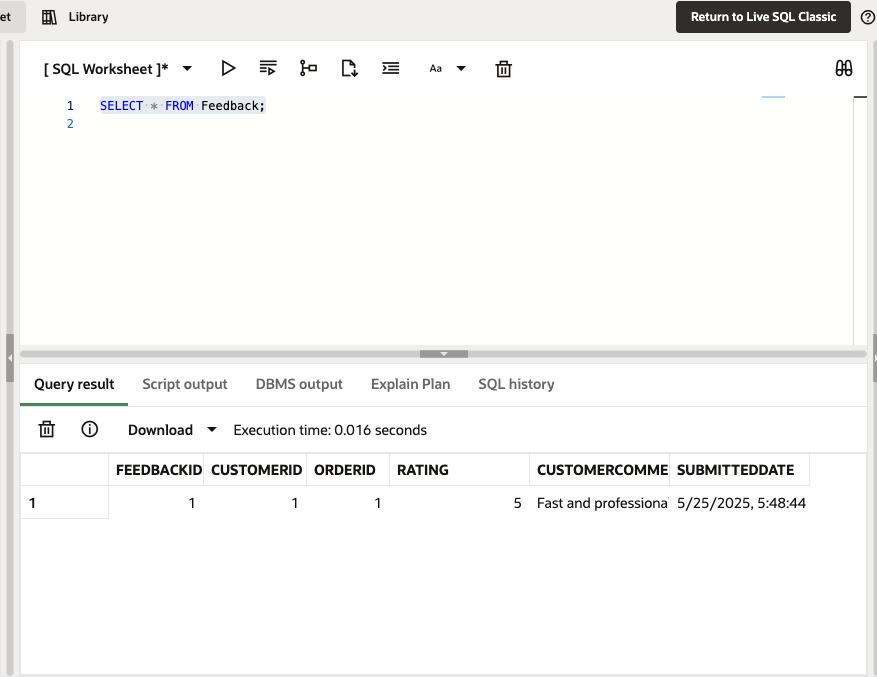 et Library Return to Live SQL Classic
[ SQL Worksheet ]* Aa
1 SELECT * FROM Feedback;
2
Query result Script output DBMS output Explain Plan SQL history
Download Execution time: 0.016 seconds
FEEDBACKID CUSTOMERID ORDERID RATING CUSTOMERCOMME SUBMITTEDDATE
1 1 1 1 5 Fast and professiona 5/25/2025, 5:48:44